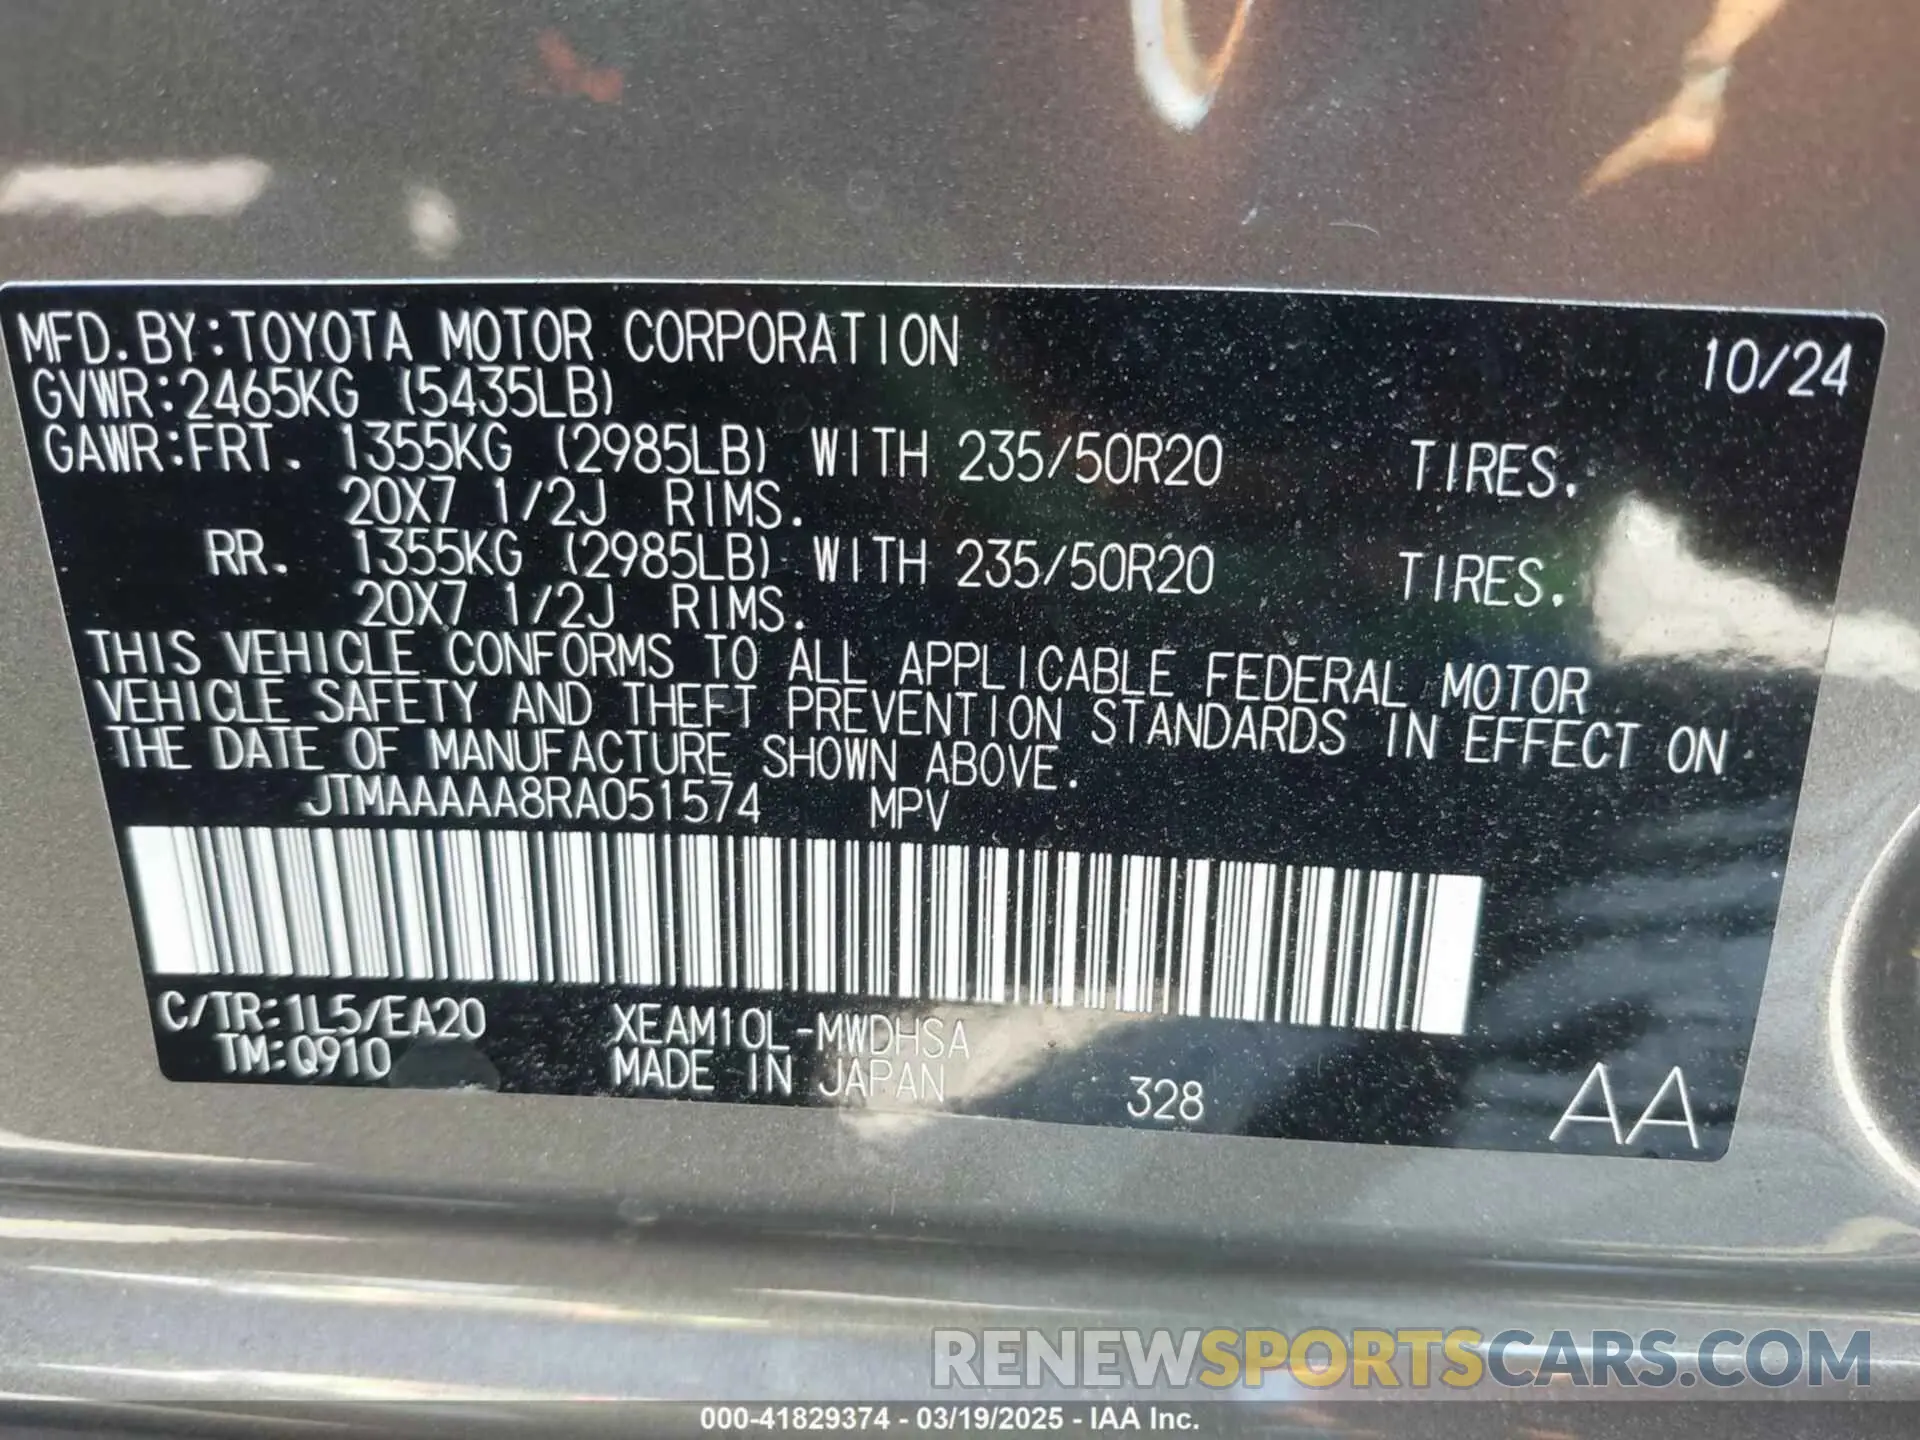 MFD.BY:TOYOTA MOTOR CORPORATION 10/24
GVWR:2465KG (5435LB)
GAWR:FRT. 1355KG (2985LB) WITH 235/50R20 TIRES.
20X7 1/2J RIMS.
RR. 1355KG (2985LB) WITH 235/50R20 TIRES.
20X7 1/2J RIMS.
THIS VEHICLE CONFORMS TO ALL APPLICABLE FEDERAL MOTOR
VEHICLE SAFETY AND THEFT PREVENTION STANDARDS IN EFFECT ON
THE DATE OF MANUFACTURE SHOWN ABOVE.
JTMAAAAA8RA051574 MPV
C/TR:1L5/EA20 XEAM10L-MWDHSA
TM:Q910 MADE IN JAPAN 328 AA
RENEWSPORTSCARS.COM
000-41829374 - 03/19/2025 - IAA Inc.